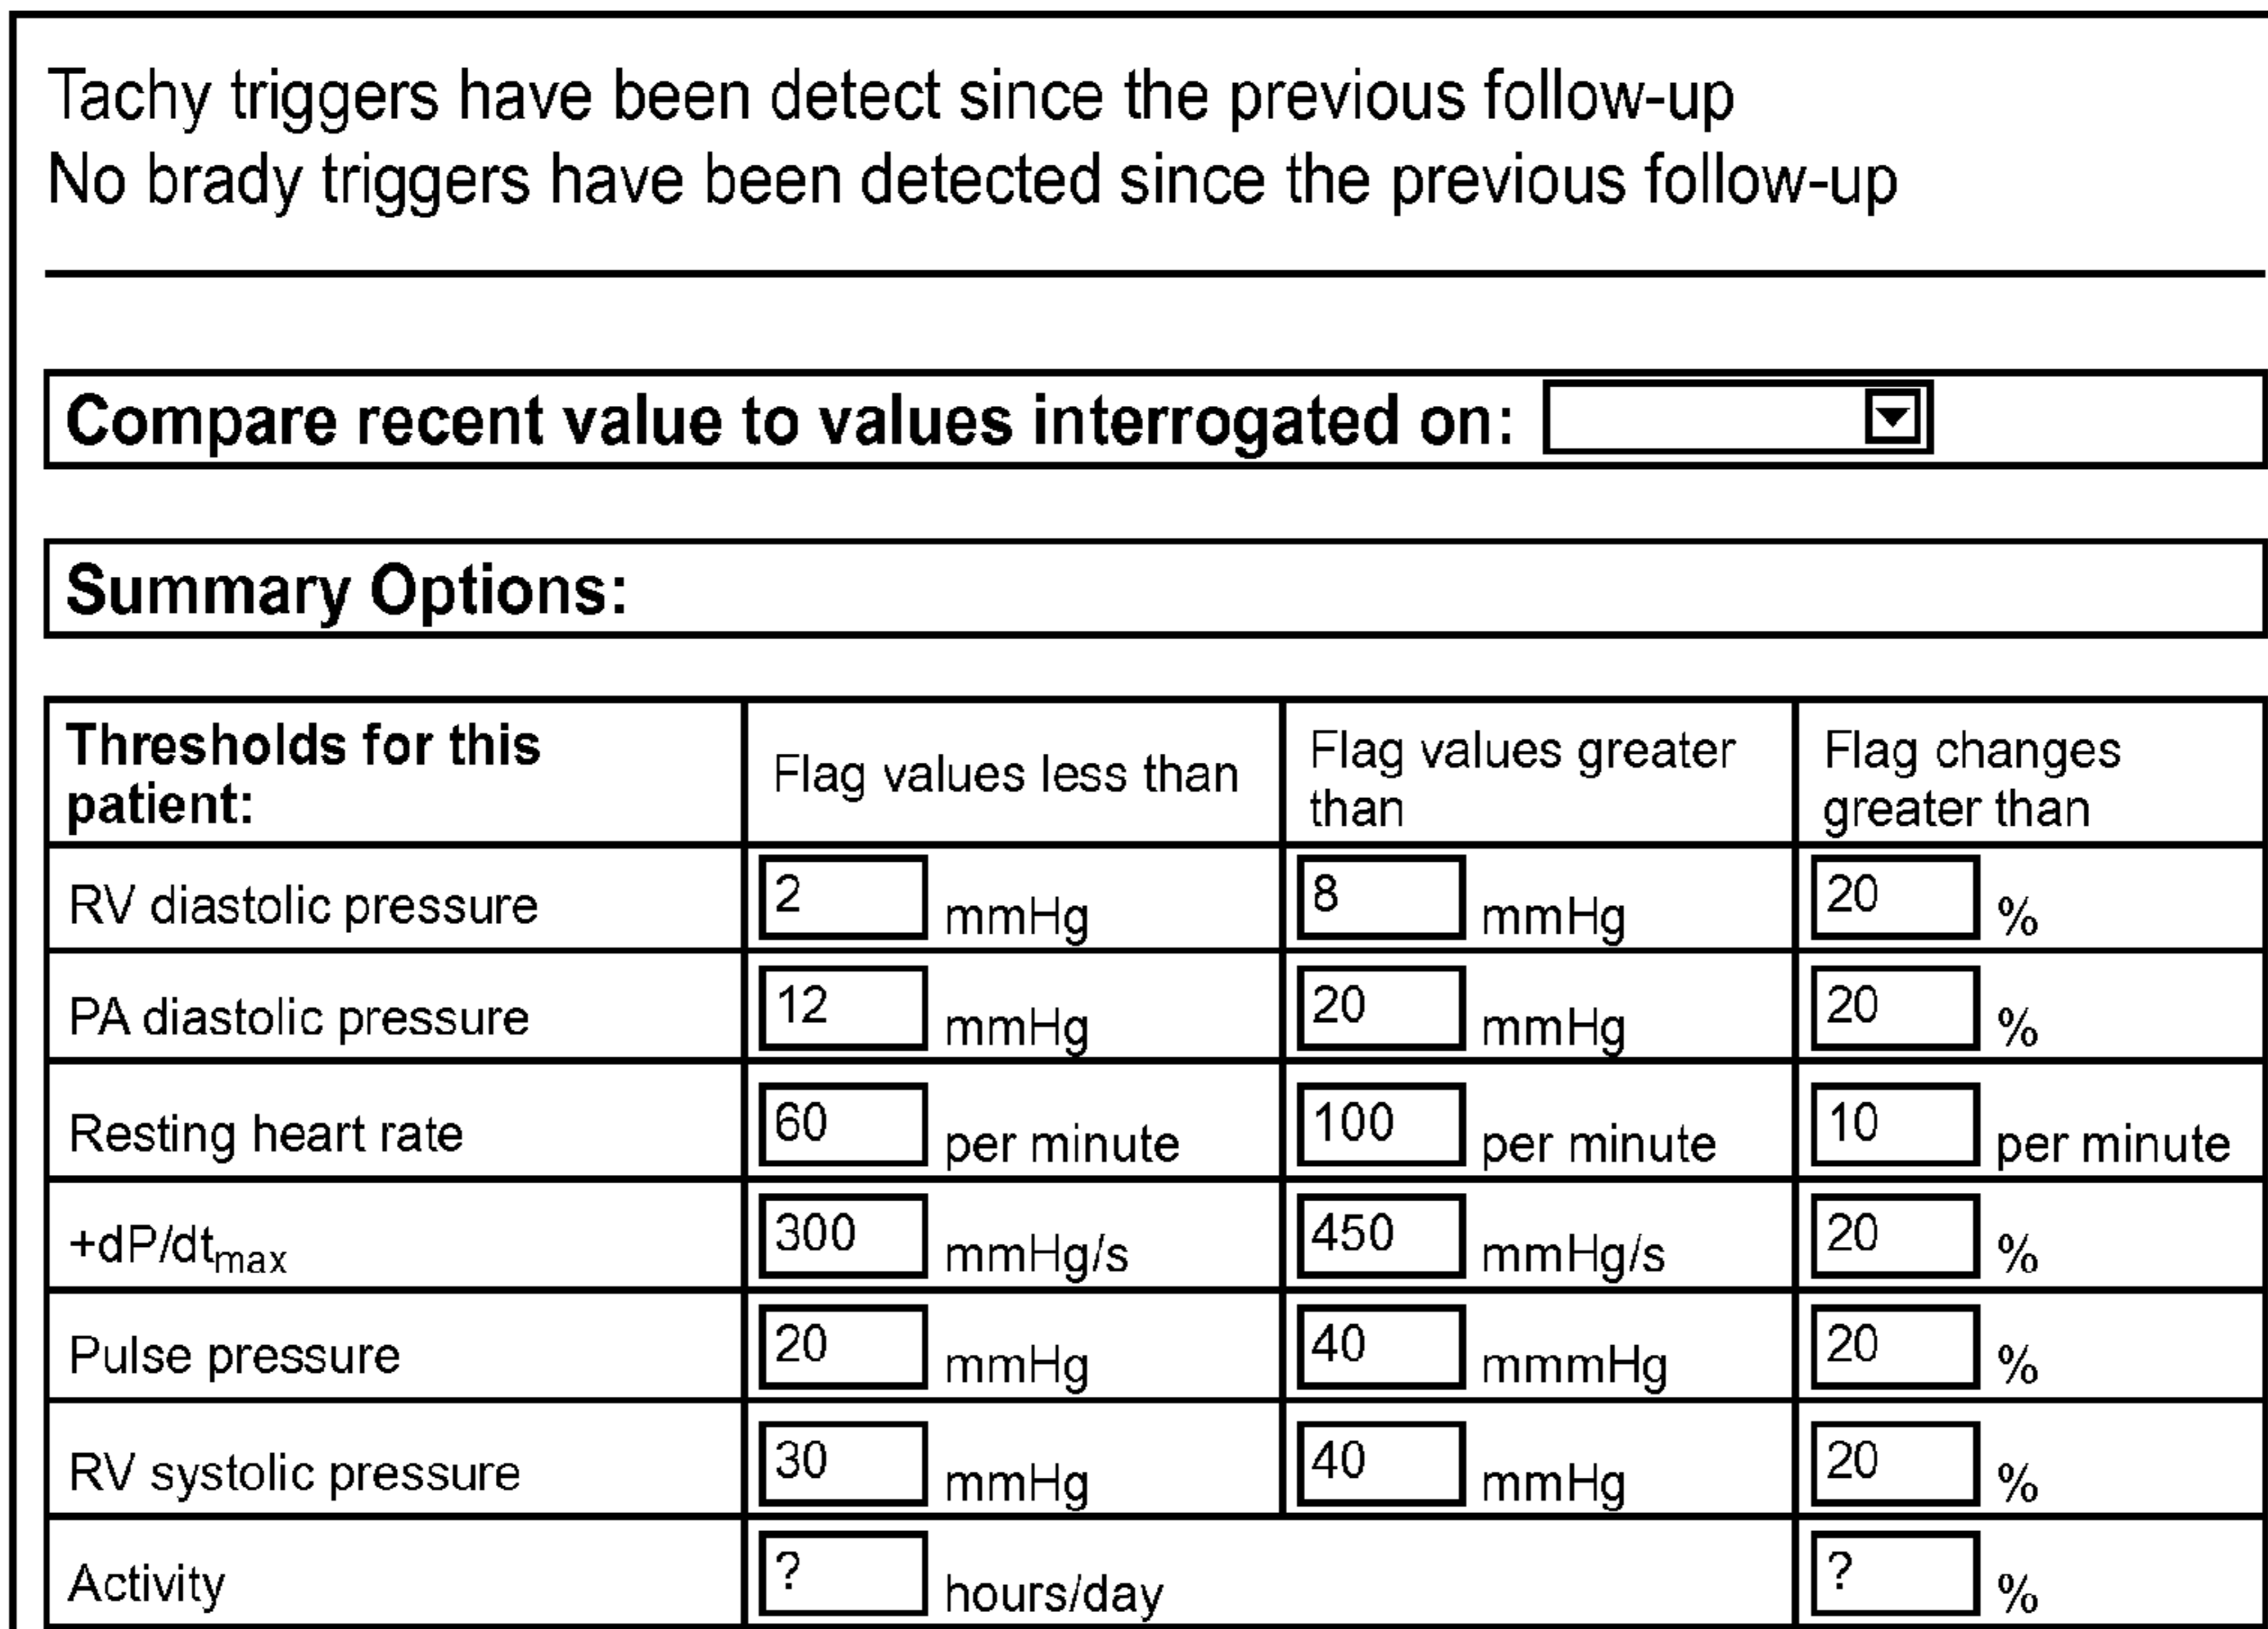 Tachy triggers have been detect since the previous follow-up
No brady triggers have been detected since the previous follow-up
Compare recent value to values interrogated on:
Summary Options:
Thresholds for this patient: Flag values less than Flag values greater than Flag changes greater than
RV diastolic pressure 2 mmHg 8 mmHg 20 %
PA diastolic pressure 12 mmHg 20 mmHg 20 %
Resting heart rate 60 per minute 100 per minute 10 per minute
+dP/dtmax 300 mmHg/s 450 mmHg/s 20 %
Pulse pressure 20 mmHg 40 mmmHg 20 %
RV systolic pressure 30 mmHg 40 mmHg 20 %
Activity ? hours/day ? %